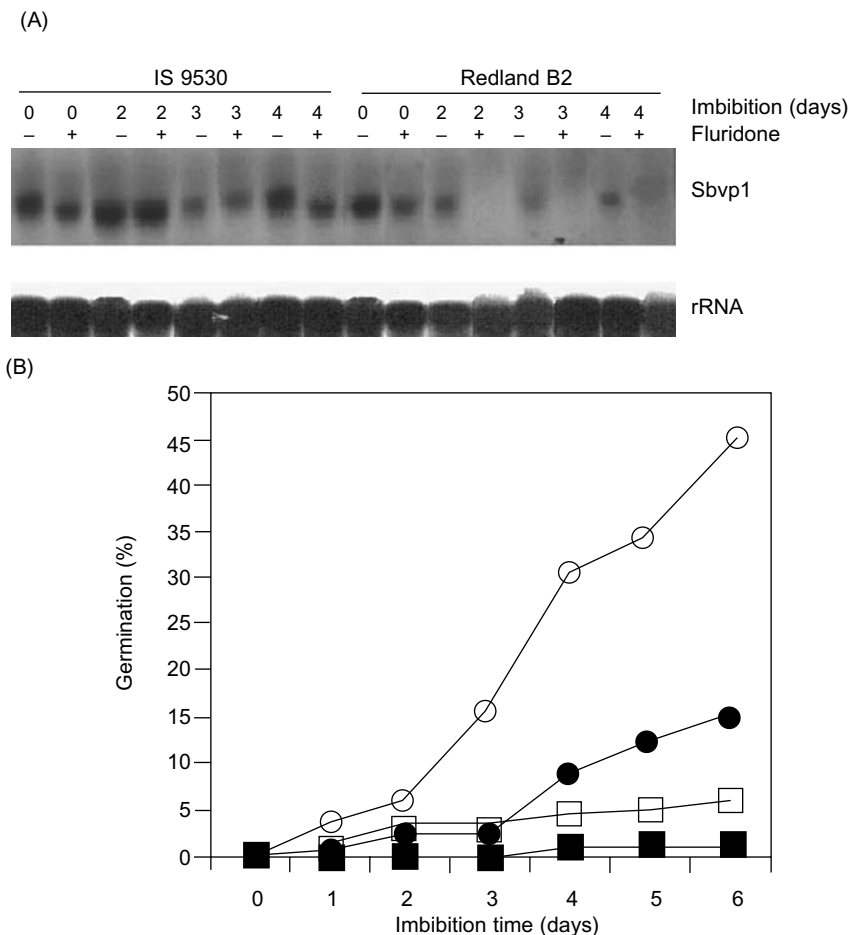 (A)
IS 9530 Redland B2
0 0 2 2 3 3 4 4 0 0 2 2 3 3 4 4 Imbibition (days)
– + – + – + – + – + – + – + – + Fluridone
Sbvp1
rRNA
(B)
50
45
40
35
30
25
20
15
10
5
0
Germination (%)
0 1 2 3 4 5 6
Imbibition time (days)